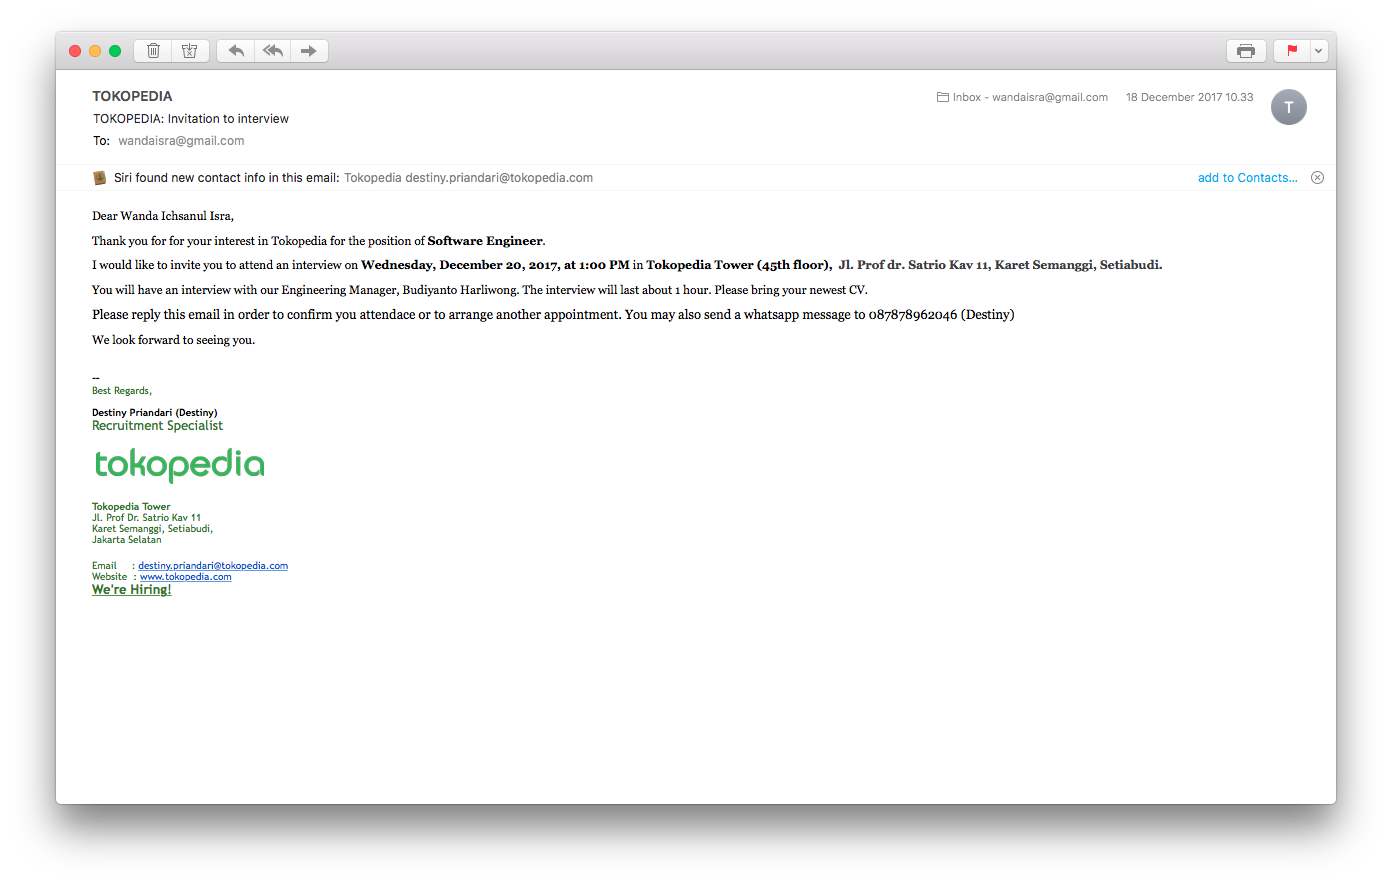 TOKOPEDIA
Inbox - wandaisra@gmail.com 18 December 2017 10.33
T
TOKOPEDIA: Invitation to interview
To: wandaisra@gmail.com
Siri found new contact info in this email: Tokopedia destiny.priandari@tokopedia.com
add to Contacts...
Dear Wanda Ichsanul Isra,
Thank you for for your interest in Tokopedia for the position of Software Engineer.
I would like to invite you to attend an interview on Wednesday, December 20, 2017, at 1:00 PM in Tokopedia Tower (45th floor), Jl. Prof dr. Satrio Kav 11, Karet Semanggi, Setiabudi.
You will have an interview with our Engineering Manager, Budiyanto Harliwong. The interview will last about 1 hour. Please bring your newest CV.
Please reply this email in order to confirm you attendace or to arrange another appointment. You may also send a whatsapp message to 087878962046 (Destiny)
We look forward to seeing you.
--
Best Regards,
Destiny Priandari (Destiny)
Recruitment Specialist
tokopedia
Tokopedia Tower
Jl. Prof Dr. Satrio Kav 11
Karet Semanggi, Setiabudi,
Jakarta Selatan
Email : destiny.priandari@tokopedia.com
Website : www.tokopedia.com
We're Hiring!